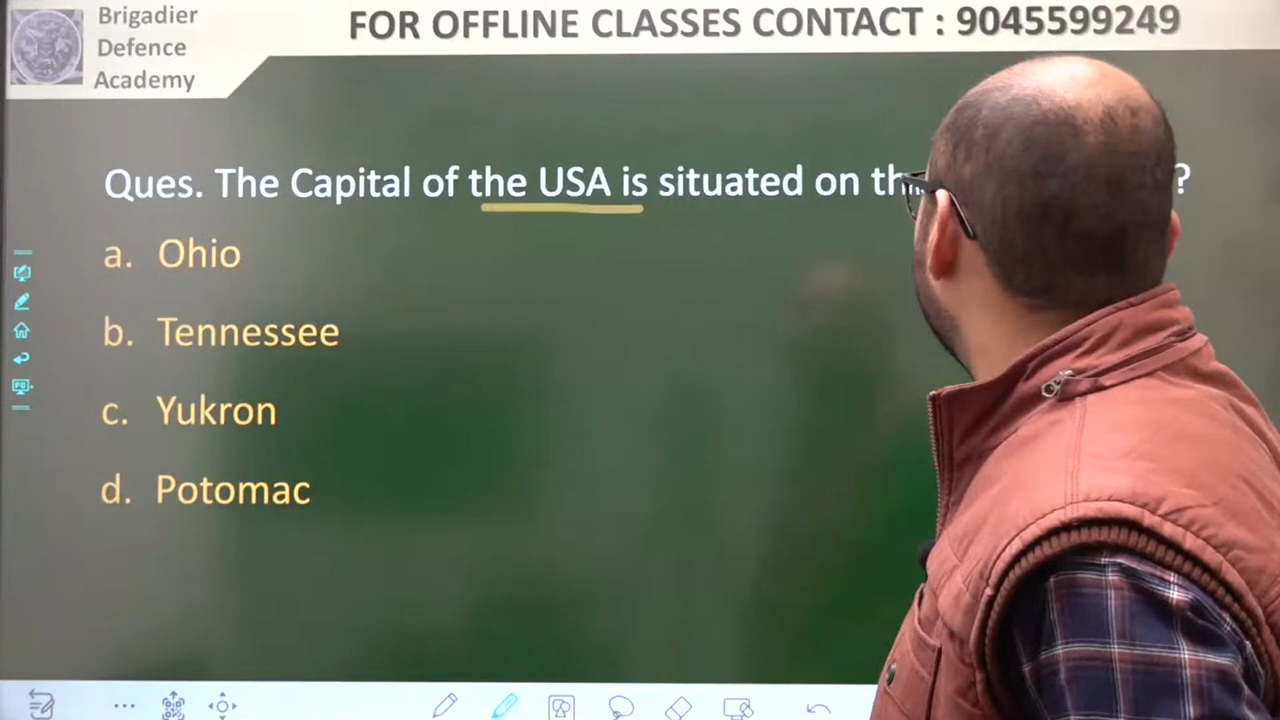 Brigadier
Defence
Academy
FOR OFFLINE CLASSES CONTACT : 9045599249
Ques. The Capital of the USA is situated on ?
a. Ohio
b. Tennessee
c. Yukron
d. Potomac